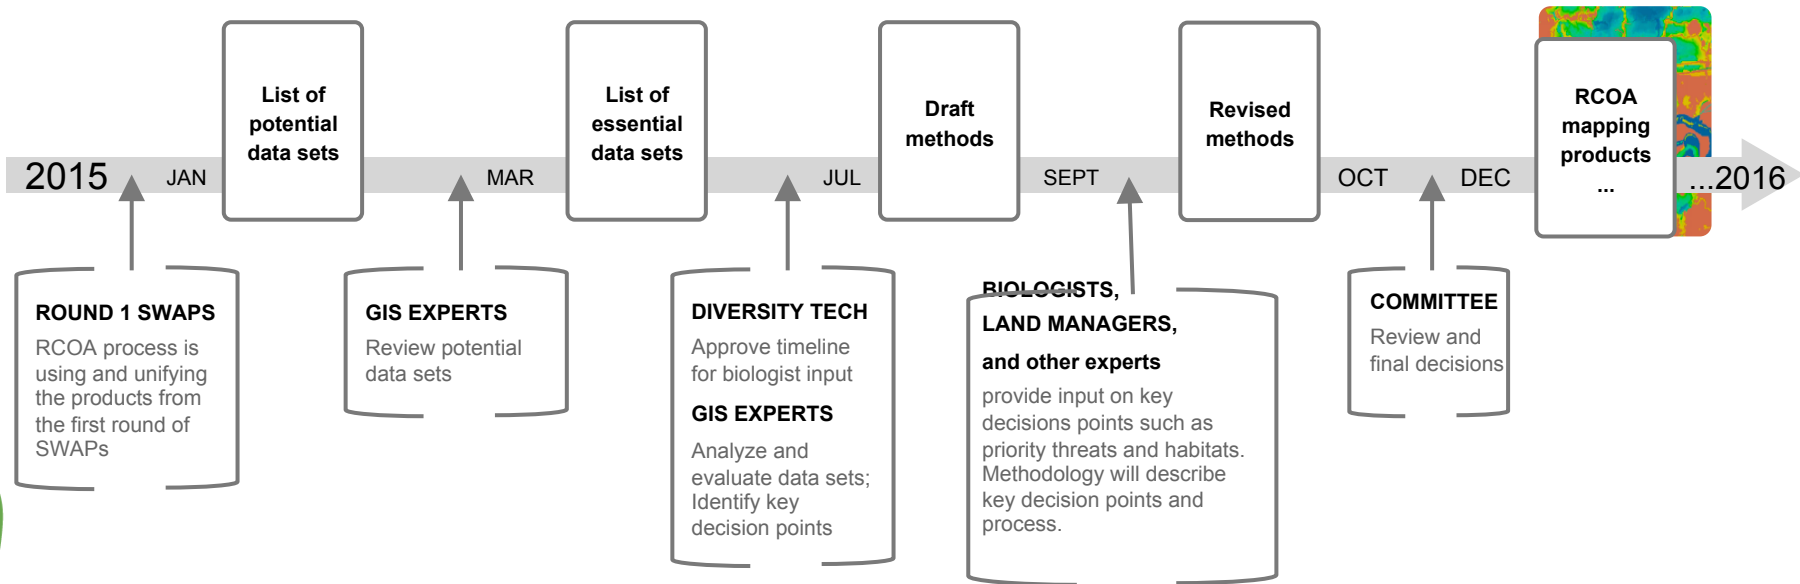 2015
JAN
List of
potential
data sets
MAR
List of
essential
data sets
JUL
Draft
methods
SEPT
Revised
methods
OCT
DEC
RCOA
mapping
products
...
...2016
ROUND 1 SWAPS
RCOA process is
using and unifying
the products from
the first round of
SWAPs
GIS EXPERTS
Review potential
data sets
DIVERSITY TECH
Approve timeline
for biologist input
GIS EXPERTS
Analyze and
evaluate data sets;
Identify key
decision points
BIOLOGISTS,
LAND MANAGERS,
and other experts
provide input on key
decisions points such as
priority threats and habitats.
Methodology will describe
key decision points and
process.
COMMITTEE
Review and
final decisions